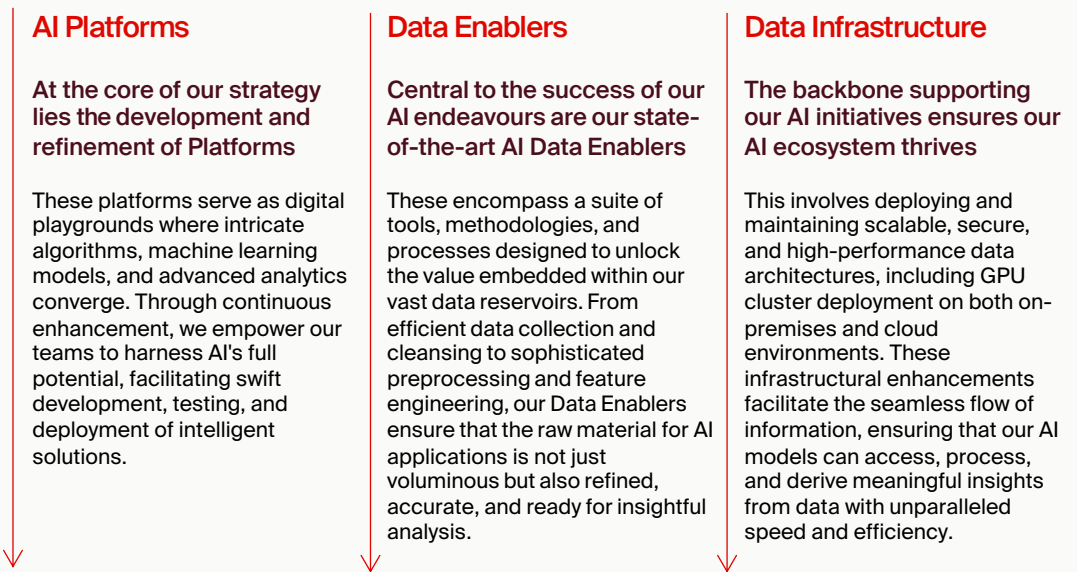 AI Platforms
At the core of our strategy
lies the development and
refinement of Platforms
These platforms serve as digital
playgrounds where intricate
algorithms, machine learning
models, and advanced analytics
converge. Through continuous
enhancement, we empower our
teams to harness AI's full
potential, facilitating swift
development, testing, and
deployment of intelligent
solutions.
Data Enablers
Central to the success of our
AI endeavours are our state-
of-the-art AI Data Enablers
These encompass a suite of
tools, methodologies, and
processes designed to unlock
the value embedded within our
vast data reservoirs. From
efficient data collection and
cleansing to sophisticated
preprocessing and feature
engineering, our Data Enablers
ensure that the raw material for AI
applications is not just
voluminous but also refined,
accurate, and ready for insightful
analysis.
Data Infrastructure
The backbone supporting
our AI initiatives ensures our
AI ecosystem thrives
This involves deploying and
maintaining scalable, secure,
and high-performance data
architectures, including GPU
cluster deployment on both on-
premises and cloud
environments. These
infrastructural enhancements
facilitate the seamless flow of
information, ensuring that our AI
models can access, process,
and derive meaningful insights
from data with unparalleled
speed and efficiency.